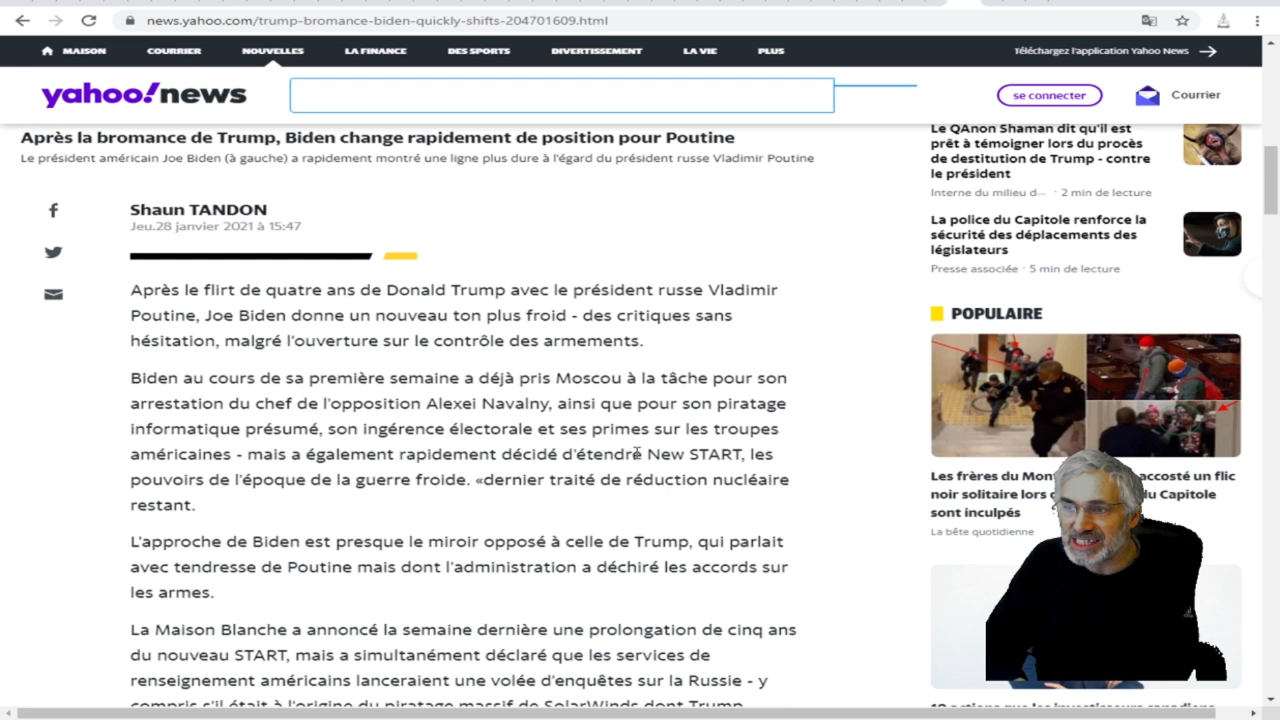 news.yahoo.com/trump-bromance-biden-quickly-shifts-204701609.html
MAISON COURRIER NOUVELLES LA FINANCE DES SPORTS DIVERTISSEMENT LA VIE PLUS Téléchargez l'application Yahoo News
yahoo!news
se connecter Courrier
Après la bromance de Trump, Biden change rapidement de position pour Poutine
Le président américain Joe Biden (à gauche) a rapidement montré une ligne plus dure à l'égard du président russe Vladimir Poutine
Shaun TANDON
Jeu.28 janvier 2021 à 15:47
Après le flirt de quatre ans de Donald Trump avec le président russe Vladimir
Poutine, Joe Biden donne un nouveau ton plus froid - des critiques sans
hésitation, malgré l'ouverture sur le contrôle des armements.
Biden au cours de sa première semaine a déjà pris Moscou à la tâche pour son
arrestation du chef de l'opposition Alexei Navalny, ainsi que pour son piratage
informatique présumé, son ingérence électorale et ses primes sur les troupes
américaines - mais a également rapidement décidé d'étendre New START, les
pouvoirs de l'époque de la guerre froide. «dernier traité de réduction nucléaire
restant.
L'approche de Biden est presque le miroir opposé à celle de Trump, qui parlait
avec tendresse de Poutine mais dont l'administration a déchiré les accords sur
les armes.
La Maison Blanche a annoncé la semaine dernière une prolongation de cinq ans
du nouveau START, mais a simultanément déclaré que les services de
renseignement américains lanceraient une volée d'enquêtes sur la Russie - y
compris s'il était à l'origine du piratage massif de SolarWinds dont Trump
Le QAnon Shaman dit qu'il est
prêt à témoigner lors du procès
de destitution de Trump - contre
le président
Interne du milieu d... · 2 min de lecture
La police du Capitole renforce la
sécurité des déplacements des
législateurs
Presse associée · 5 min de lecture
POPULAIRE
Les frères du accosté un flic
noir solitaire lors du Capitole
sont inculpés
La bête quotidienne